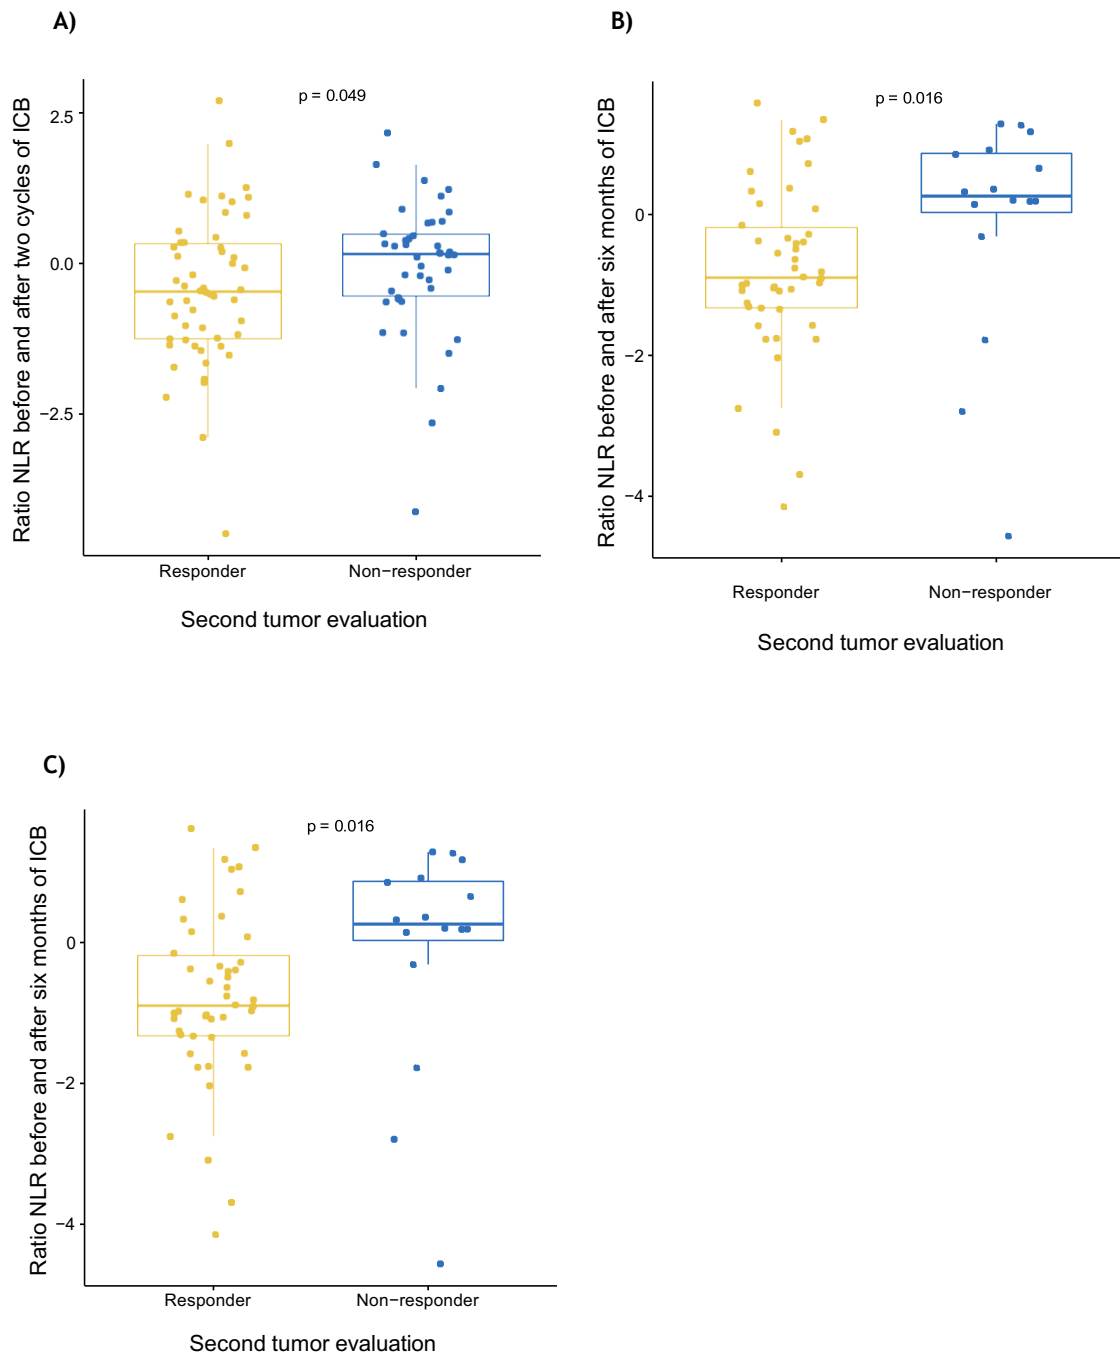 A)
p = 0.049
2.5
0.0
−2.5
Ratio NLR before and after two cycles of ICB
Responder
Non−responder
Second tumor evaluation
B)
p = 0.016
0
−2
−4
Ratio NLR before and after six months of ICB
Responder
Non−responder
Second tumor evaluation
C)
p = 0.016
0
−2
−4
Ratio NLR before and after six months of ICB
Responder
Non−responder
Second tumor evaluation